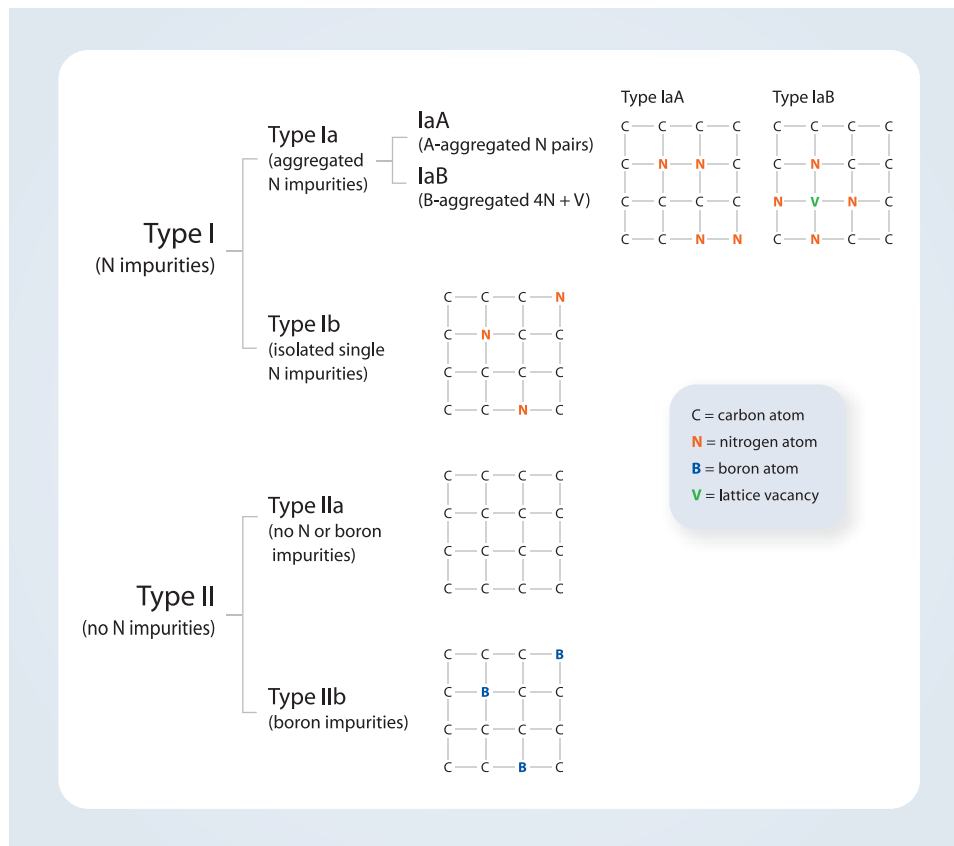 Type I
(N impurities)
Type Ia
(aggregated
N impurities)
IaA
(A-aggregated N pairs)
IaB
(B-aggregated 4N + V)
Type IaA
C C C C
C N N C
C C C C
C C N N
Type IaB
C C C C
C N C C
N V N C
C N C C
Type Ib
(isolated single
N impurities)
C C C N
C N C C
C C C C
C C N C
C = carbon atom
N = nitrogen atom
B = boron atom
V = lattice vacancy
Type II
(no N impurities)
Type IIa
(no N or boron
impurities)
C C C C
C C C C
C C C C
C C C C
Type IIb
(boron impurities)
C C C B
C B C C
C C C C
C C B C